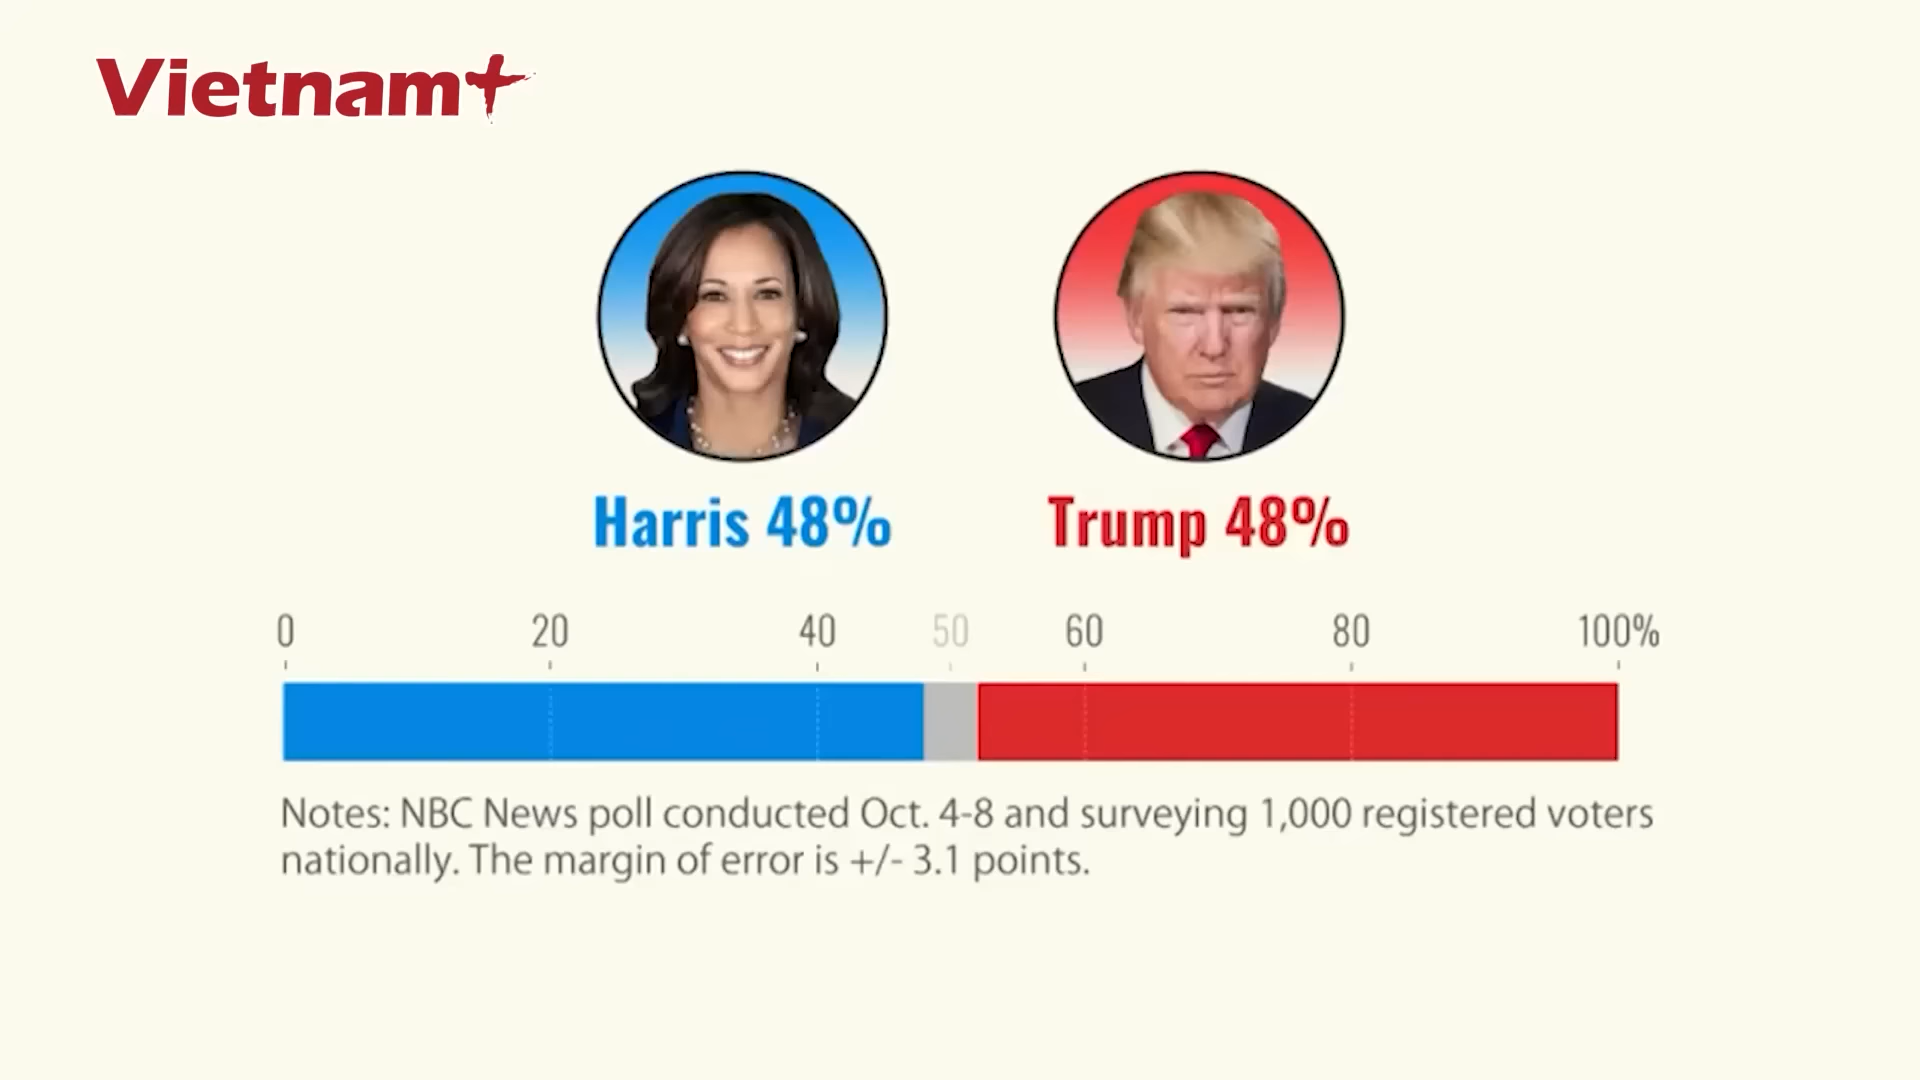 Vietnam+
Harris 48%
Trump 48%
0 20 40 50 60 80 100%
Notes: NBC News poll conducted Oct. 4-8 and surveying 1,000 registered voters
nationally. The margin of error is +/- 3.1 points.